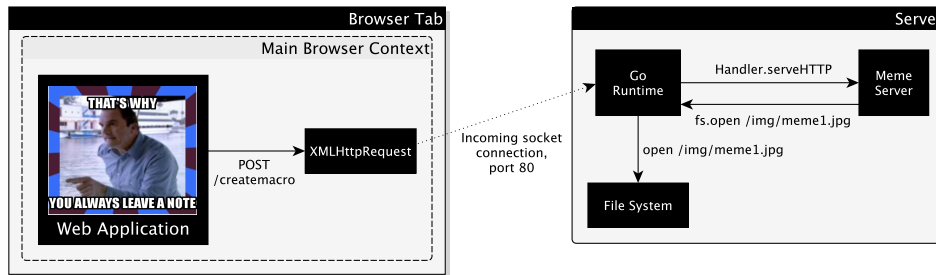 Browser Tab
Main Browser Context
THAT'S WHY
YOU ALWAYS LEAVE A NOTE
Web Application
POST
/createmacro
XMLHttpRequest
Incoming socket
connection,
port 80
Serve
Go
Runtime
Handler.serveHTTP
Meme
Server
fs.open /img/meme1.jpg
open /img/meme1.jpg
File System